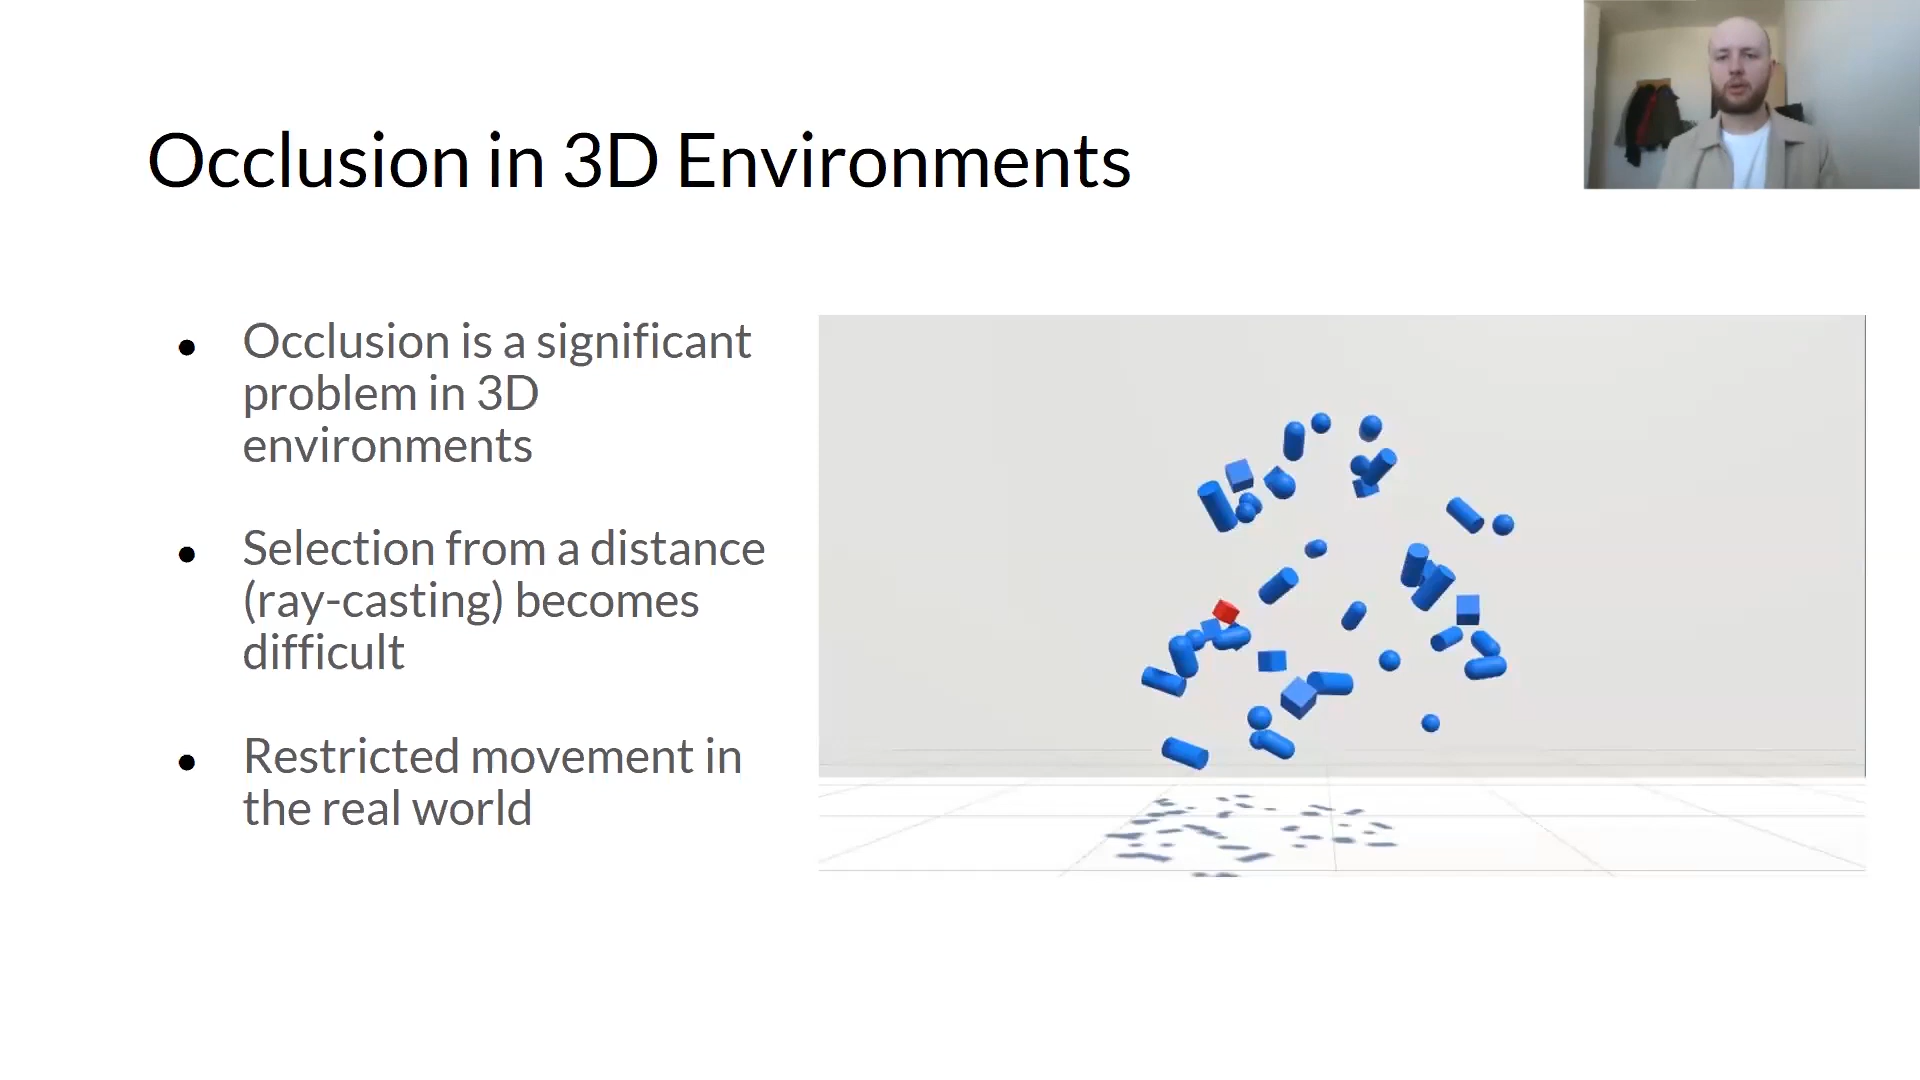 Occlusion in 3D Environments
● Occlusion is a significant
problem in 3D
environments
● Selection from a distance
(ray-casting) becomes
difficult
● Restricted movement in
the real world